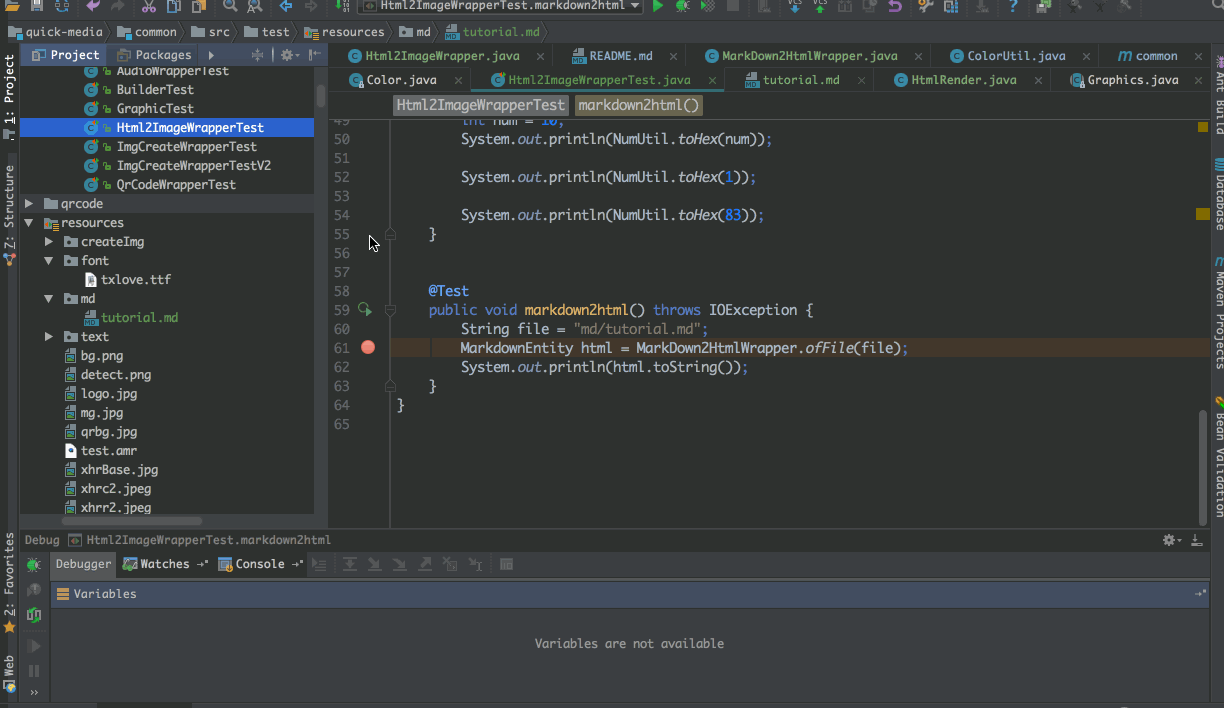 Html2ImageWrapperTest.markdown2html
quick-media
common
src
test
resources
md
tutorial.md
1: Project
Z: Structure
2: Favorites
Web
Project
Packages
AudioWrapperTest
BuilderTest
GraphicTest
Html2ImageWrapperTest
ImgCreateWrapperTest
ImgCreateWrapperTestV2
QrCodeWrapperTest
qrcode
resources
createImg
font
txlove.ttf
md
tutorial.md
text
bg.png
detect.png
logo.jpg
mg.jpg
qrbg.jpg
test.amr
xhrBase.jpg
xhrc2.jpeg
xhrr2.jpeg
Html2ImageWrapper.java
README.md
MarkDown2HtmlWrapper.java
ColorUtil.java
common
Color.java
Html2ImageWrapperTest.java
tutorial.md
HtmlRender.java
Graphics.java
Html2ImageWrapperTest
markdown2html()
49 int num = 10;
50 System.out.println(NumUtil.toHex(num));
51
52 System.out.println(NumUtil.toHex(1));
53
54 System.out.println(NumUtil.toHex(83));
55 }
56
57
58 @Test
59 public void markdown2html() throws IOException {
60 String file = "md/tutorial.md";
61 MarkdownEntity html = MarkDown2HtmlWrapper.ofFile(file);
62 System.out.println(html.toString());
63 }
64 }
65
Ant Build
Database
Maven Projects
Bean Validation
Debug
Html2ImageWrapperTest.markdown2html
Debugger
Watches
Console
Variables
Variables are not available